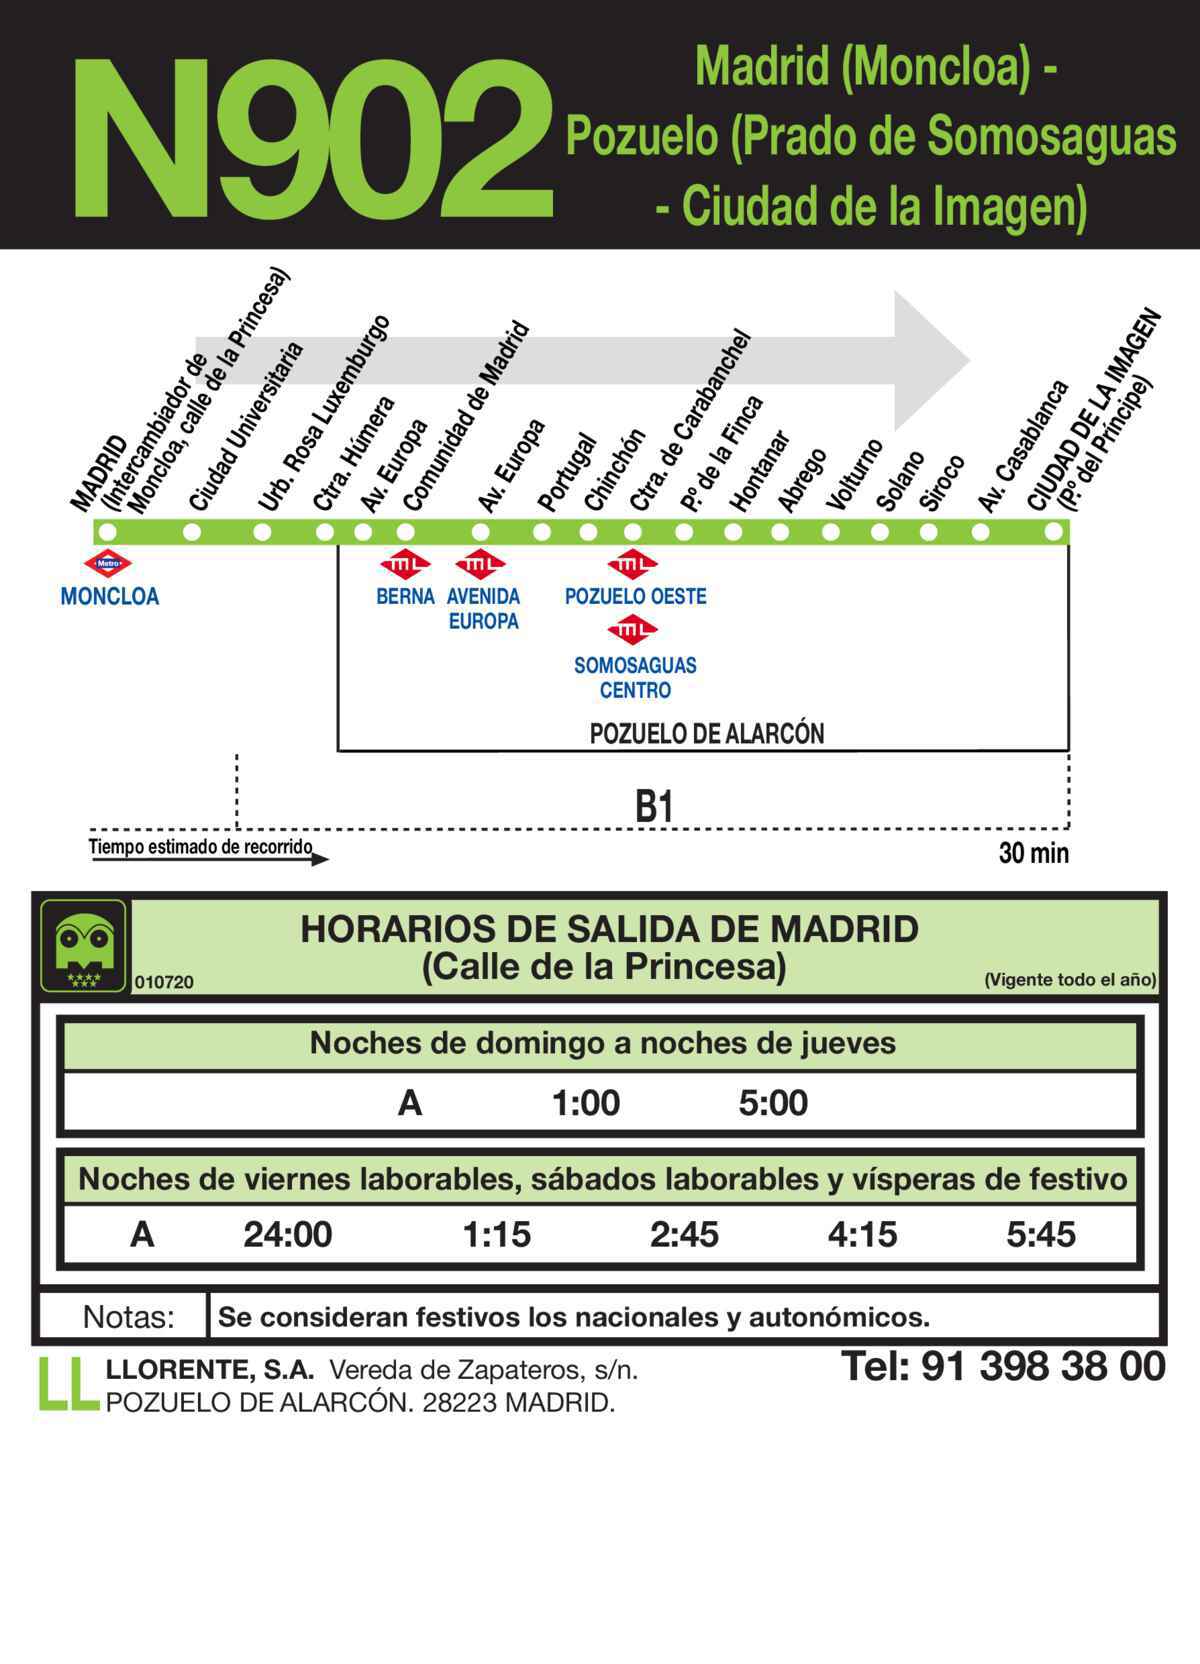 N902
Madrid (Moncloa) -
Pozuelo (Prado de Somosaguas
- Ciudad de la Imagen)
MADRID
(Intercambiador de
Moncloa, calle de la Princesa)
Ciudad Universitaria
Urb. Rosa Luxemburgo
Ctra. Húmera
Av. Europa
Comunidad de Madrid
Av. Europa
Portugal
Chinchón
Ctra. de Carabanchel
P.º de la Finca
Hontanar
Abrego
Volturno
Solano
Siroco
Av. Casablanca
CIUDAD DE LA IMAGEN
(P.º del Príncipe)
Metro
MONCLOA
ML
BERNA
ML
AVENIDA
EUROPA
ML
POZUELO OESTE
ML
SOMOSAGUAS
CENTRO
POZUELO DE ALARCÓN
B1
Tiempo estimado de recorrido
30 min
HORARIOS DE SALIDA DE MADRID
(Calle de la Princesa)
010720
(Vigente todo el año)
Noches de domingo a noches de jueves
A 1:00 5:00
Noches de viernes laborables, sábados laborables y vísperas de festivo
A 24:00 1:15 2:45 4:15 5:45
Notas: Se consideran festivos los nacionales y autonómicos.
LL
LLORENTE, S.A. Vereda de Zapateros, s/n.
POZUELO DE ALARCÓN. 28223 MADRID.
Tel: 91 398 38 00